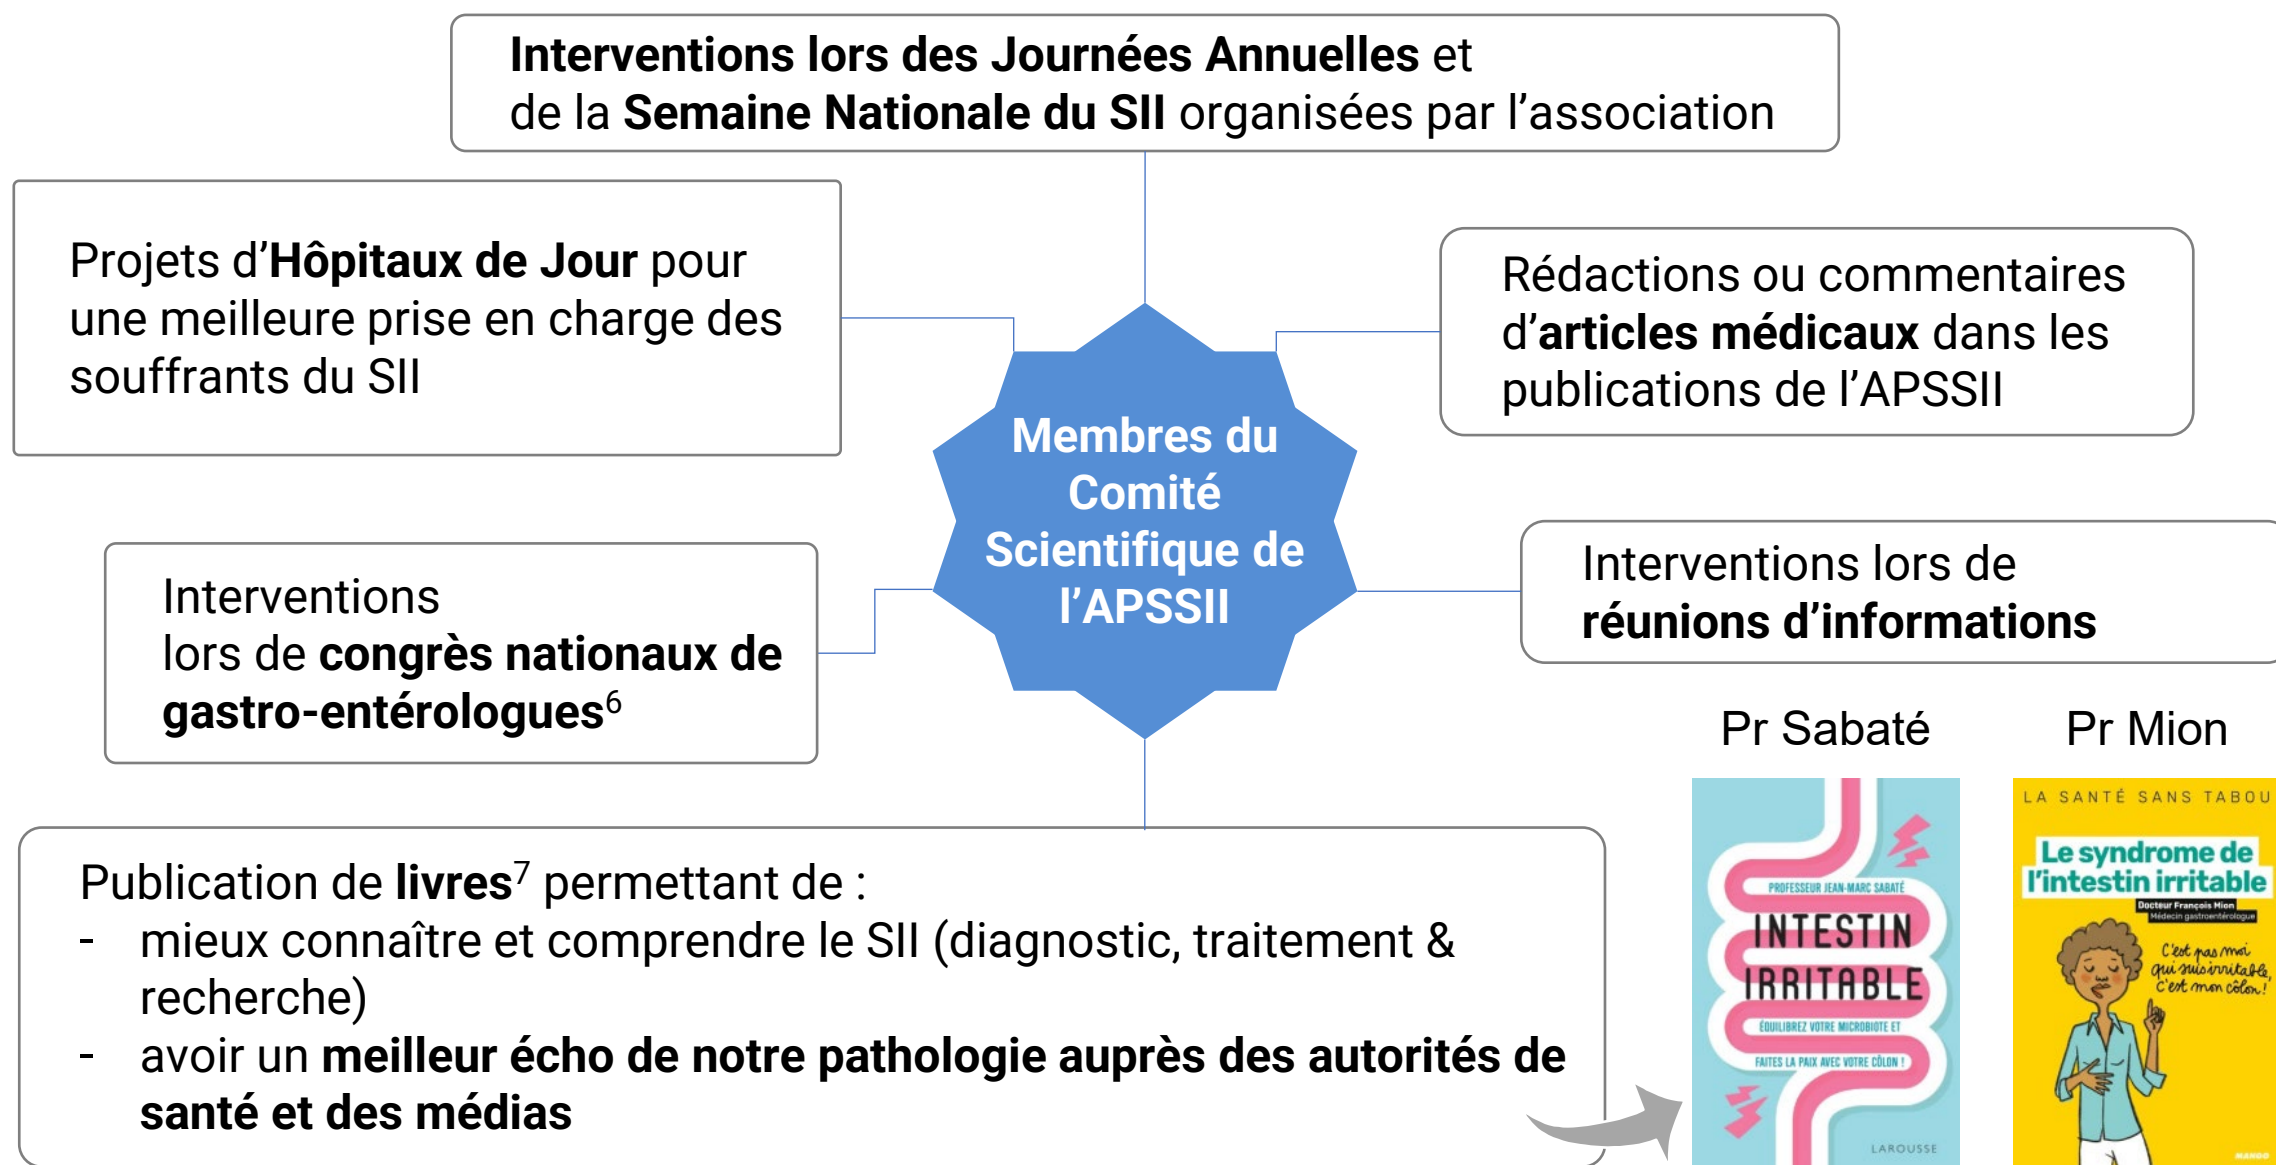 Interventions lors des Journées Annuelles et
de la Semaine Nationale du SII organisées par l’association
Projets d’Hôpitaux de Jour pour
une meilleure prise en charge des
souffrants du SII
Rédactions ou commentaires
d’articles médicaux dans les
publications de l’APSSII
Membres du
Comité
Scientifique de
l’APSSII
Interventions
lors de congrès nationaux de
gastro-entérologues⁶
Interventions lors de
réunions d’informations
Publication de livres⁷ permettant de :
- mieux connaître et comprendre le SII (diagnostic, traitement &
recherche)
- avoir un meilleur écho de notre pathologie auprès des autorités de
santé et des médias
Pr Sabaté
PROFESSEUR JEAN-MARC SABATÉ
INTESTIN
IRRITABLE
ÉQUILIBREZ VOTRE MICROBIOTE ET
FAITES LA PAIX AVEC VOTRE CÔLON !
LAROUSSE
Pr Mion
LA SANTÉ SANS TABOU
Le syndrome de
l’intestin irritable
Docteur François Mion
Médecin gastroentérologue
C’est pas moi
qui suis irritable,
c’est mon côlon !
MANGO